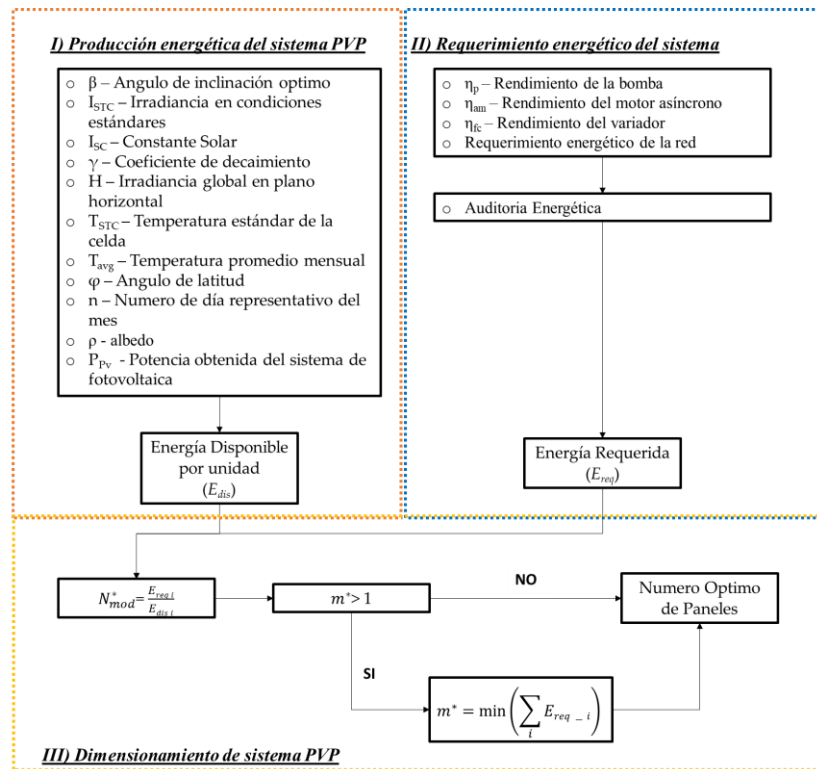 I) Producción energética del sistema PVP
○ β – Angulo de inclinación optimo
○ I_STC – Irradiancia en condiciones
estándares
○ I_SC – Constante Solar
○ γ – Coeficiente de decaimiento
○ H – Irradiancia global en plano
horizontal
○ T_STC – Temperatura estándar de la
celda
○ T_avg – Temperatura promedio mensual
○ φ – Angulo de latitud
○ n – Numero de día representativo del
mes
○ ρ - albedo
○ P_Pv - Potencia obtenida del sistema de
fotovoltaica
Energía Disponible
por unidad
(E_dis)
II) Requerimiento energético del sistema
○ η_p – Rendimiento de la bomba
○ η_am – Rendimiento del motor asíncrono
○ η_fc – Rendimiento del variador
○ Requerimiento energético de la red
○ Auditoria Energética
Energía Requerida
(E_req)
N*_mod = E_req i / E_dis i
m*> 1
NO
Numero Optimo
de Paneles
SI
m* = min(∑_i E_req _ i)
III) Dimensionamiento de sistema PVP